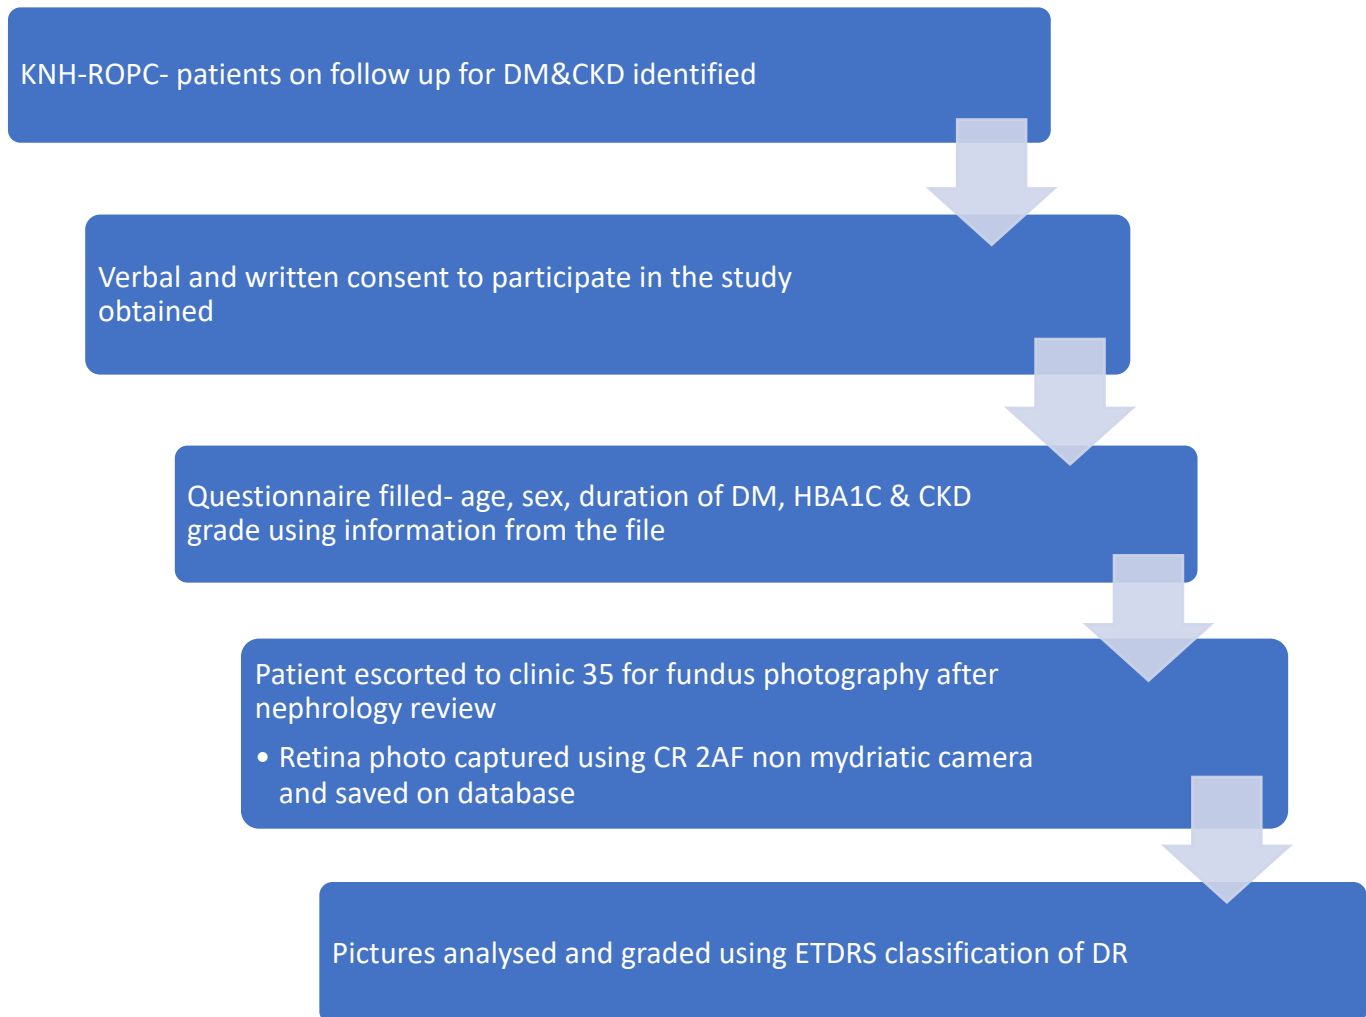 KNH-ROPC- patients on follow up for DM&CKD identified
Verbal and written consent to participate in the study
obtained
Questionnaire filled- age, sex, duration of DM, HBA1C & CKD
grade using information from the file
Patient escorted to clinic 35 for fundus photography after
nephrology review
• Retina photo captured using CR 2AF non mydriatic camera
and saved on database
Pictures analysed and graded using ETDRS classification of DR